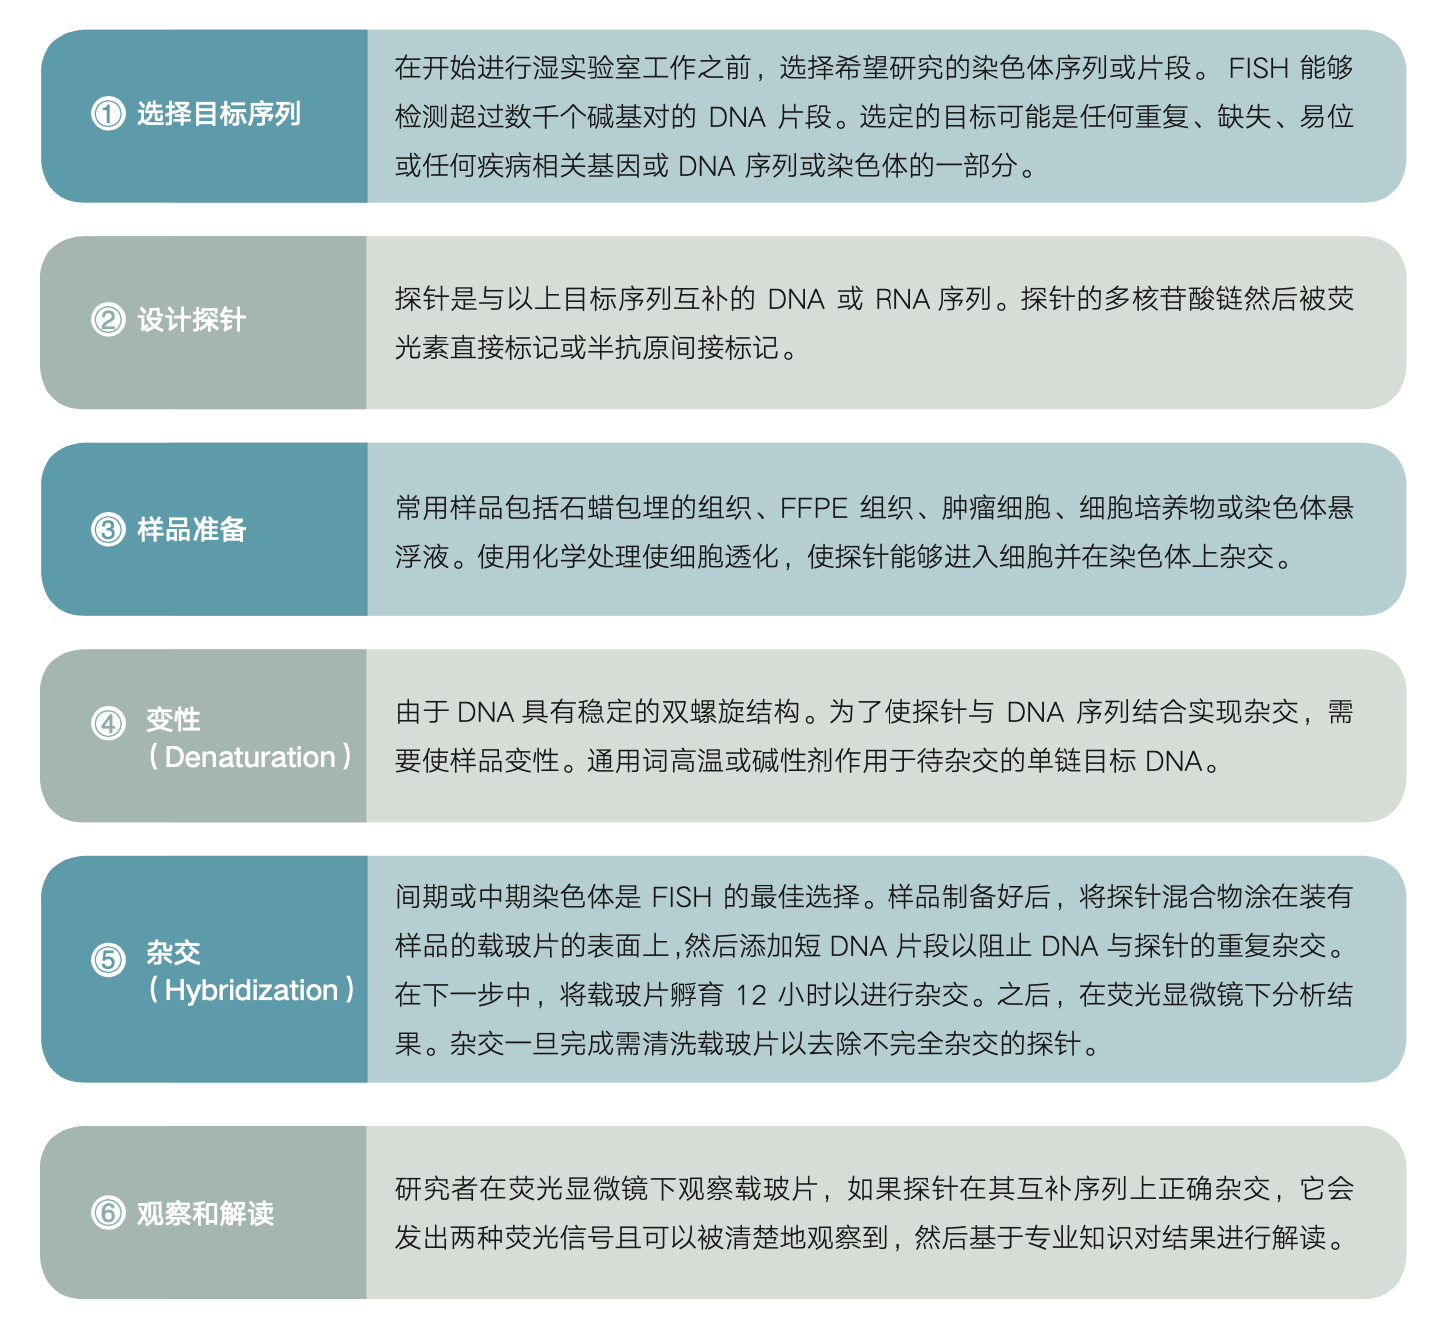 ① 选择目标序列
在开始进行湿实验室工作之前，选择希望研究的染色体序列或片段。 FISH 能够
检测超过数千个碱基对的 DNA 片段。选定的目标可能是任何重复、缺失、易位
或任何疾病相关基因或 DNA 序列或染色体的一部分。
② 设计探针
探针是与以上目标序列互补的 DNA 或 RNA 序列。探针的多核苷酸链然后被荧
光素直接标记或半抗原间接标记。
③ 样品准备
常用样品包括石蜡包埋的组织、FFPE 组织、肿瘤细胞、细胞培养物或染色体悬
浮液。使用化学处理使细胞透化，使探针能够进入细胞并在染色体上杂交。
④ 变性
（Denaturation）
由于 DNA 具有稳定的双螺旋结构。为了使探针与 DNA 序列结合实现杂交，需
要使样品变性。通用词高温或碱性剂作用于待杂交的单链目标 DNA。
⑤ 杂交
（Hybridization）
间期或中期染色体是 FISH 的最佳选择。样品制备好后，将探针混合物涂在装有
样品的载玻片的表面上,然后添加短 DNA 片段以阻止 DNA 与探针的重复杂交。
在下一步中，将载玻片孵育 12 小时以进行杂交。之后，在荧光显微镜下分析结
果。杂交一旦完成需清洗载玻片以去除不完全杂交的探针。
⑥ 观察和解读
研究者在荧光显微镜下观察载玻片，如果探针在其互补序列上正确杂交，它会
发出两种荧光信号且可以被清楚地观察到，然后基于专业知识对结果进行解读。